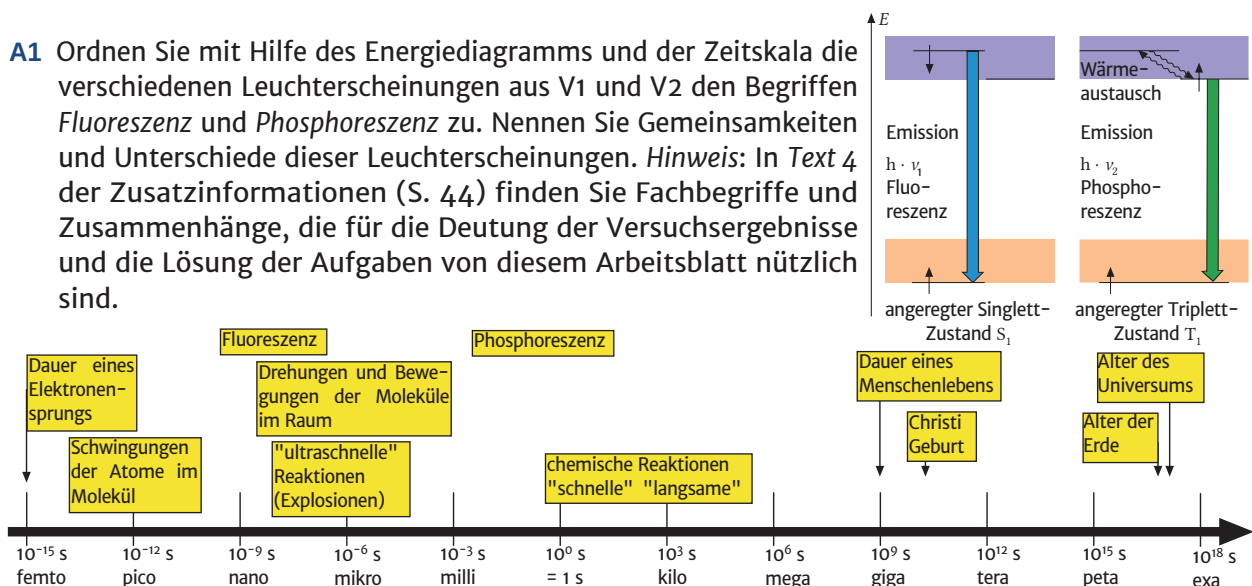 A1 Ordnen Sie mit Hilfe des Energiediagramms und der Zeitskala die
verschiedenen Leuchterscheinungen aus V1 und V2 den Begriffen
Fluoreszenz und Phosphoreszenz zu. Nennen Sie Gemeinsamkeiten
und Unterschiede dieser Leuchterscheinungen. Hinweis: In Text 4
der Zusatzinformationen (S. 44) finden Sie Fachbegriffe und
Zusammenhänge, die für die Deutung der Versuchsergebnisse
und die Lösung der Aufgaben von diesem Arbeitsblatt nützlich
sind.
E
Emission
h · ν₁
Fluo-
reszenz
angeregter Singlett-
Zustand S₁
Wärme-
austausch
Emission
h · ν₂
Phospho-
reszenz
angeregter Triplett-
Zustand T₁
Fluoreszenz
Phosphoreszenz
Dauer eines
Elektronen-
sprungs
Drehungen und Bewe-
gungen der Moleküle
im Raum
Dauer eines
Menschenlebens
Alter des
Universums
Schwingungen
der Atome im
Molekül
"ultraschnelle"
Reaktionen
(Explosionen)
chemische Reaktionen
"schnelle" "langsame"
Christi
Geburt
Alter der
Erde
10⁻¹⁵ s 10⁻¹² s 10⁻⁹ s 10⁻⁶ s 10⁻³ s 10⁰ s 10³ s 10⁶ s 10⁹ s 10¹² s 10¹⁵ s 10¹⁸ s
femto pico nano mikro milli = 1 s kilo mega giga tera peta exa